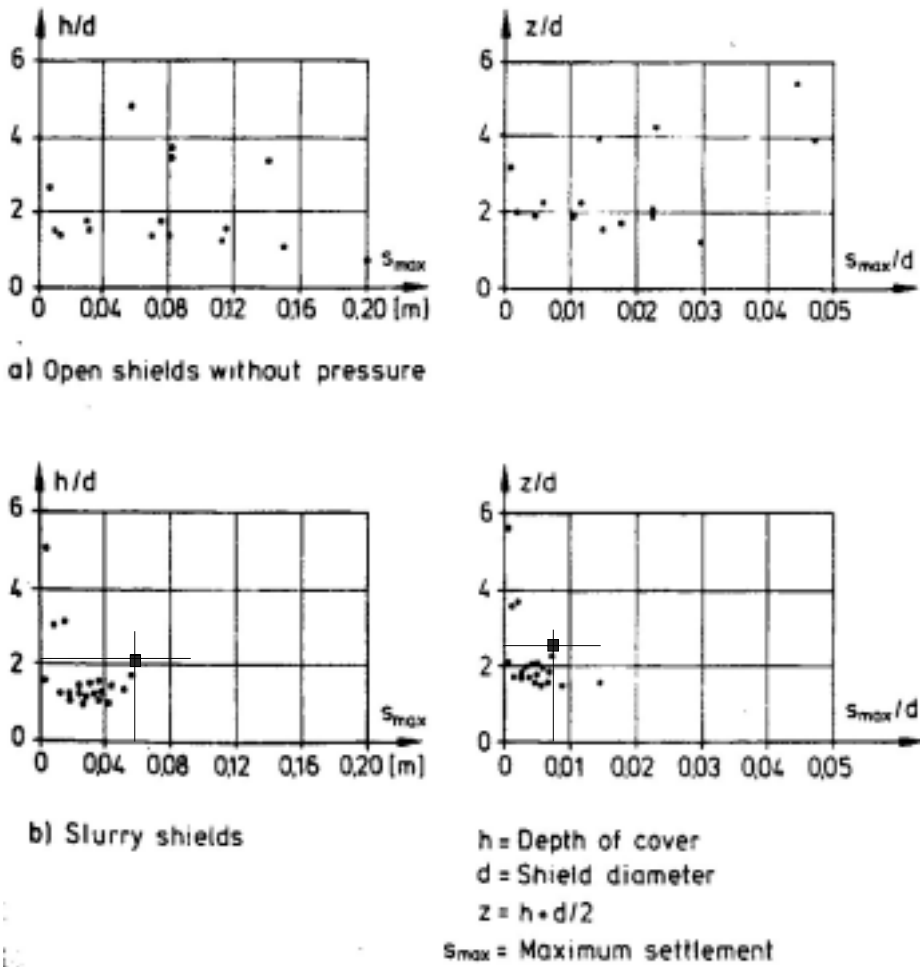 h/d
6
4
2
0
s_max
0 0,04 0,08 0,12 0,16 0,20 [m]
z/d
6
4
2
0
s_max/d
0 0,01 0,02 0,03 0,04 0,05
a) Open shields without pressure
h/d
6
4
2
0
s_max
0 0,04 0,08 0,12 0,16 0,20 [m]
z/d
6
4
2
0
s_max/d
0 0,01 0,02 0,03 0,04 0,05
b) Slurry shields
h = Depth of cover
d = Shield diameter
z = h+d/2
s_max = Maximum settlement